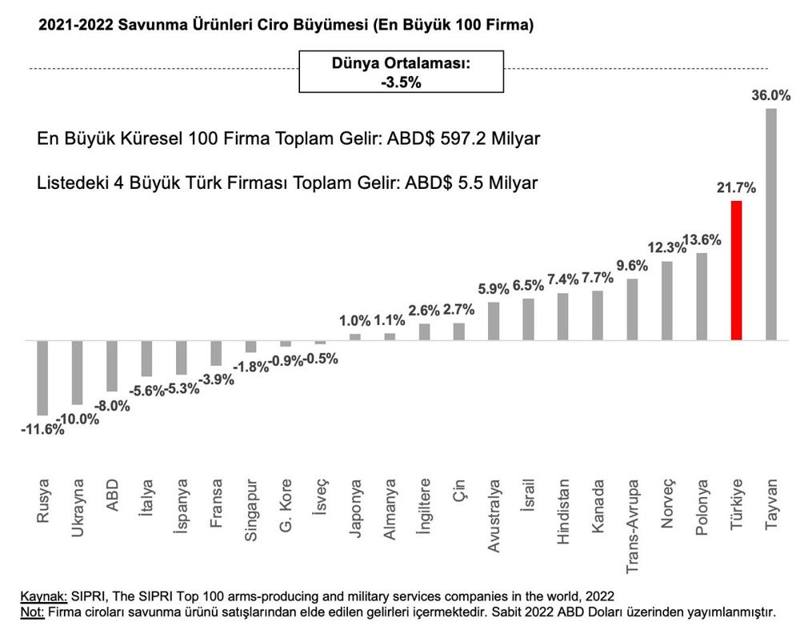 2021-2022 Savunma Ürünleri Ciro Büyümesi (En Büyük 100 Firma)
Dünya Ortalaması:
-3.5%
En Büyük Küresel 100 Firma Toplam Gelir: ABD$ 597.2 Milyar
Listedeki 4 Büyük Türk Firması Toplam Gelir: ABD$ 5.5 Milyar
-11.6%
-10.0%
-8.0%
-5.6%
-5.3%
-3.9%
-1.8%
-0.9%
-0.5%
1.0%
1.1%
2.6%
2.7%
5.9%
6.5%
7.4%
7.7%
9.6%
12.3%
13.6%
21.7%
36.0%
Rusya
Ukrayna
ABD
İtalya
İspanya
Fransa
Singapur
G. Kore
İsveç
Japonya
Almanya
İngiltere
Çin
Avustralya
İsrail
Hindistan
Kanada
Trans-Avrupa
Norveç
Polonya
Türkiye
Tayvan
Kaynak: SIPRI, The SIPRI Top 100 arms-producing and military services companies in the world, 2022
Not: Firma ciroları savunma ürünü satışlarından elde edilen gelirleri içermektedir. Sabit 2022 ABD Doları üzerinden yayımlanmıştır.